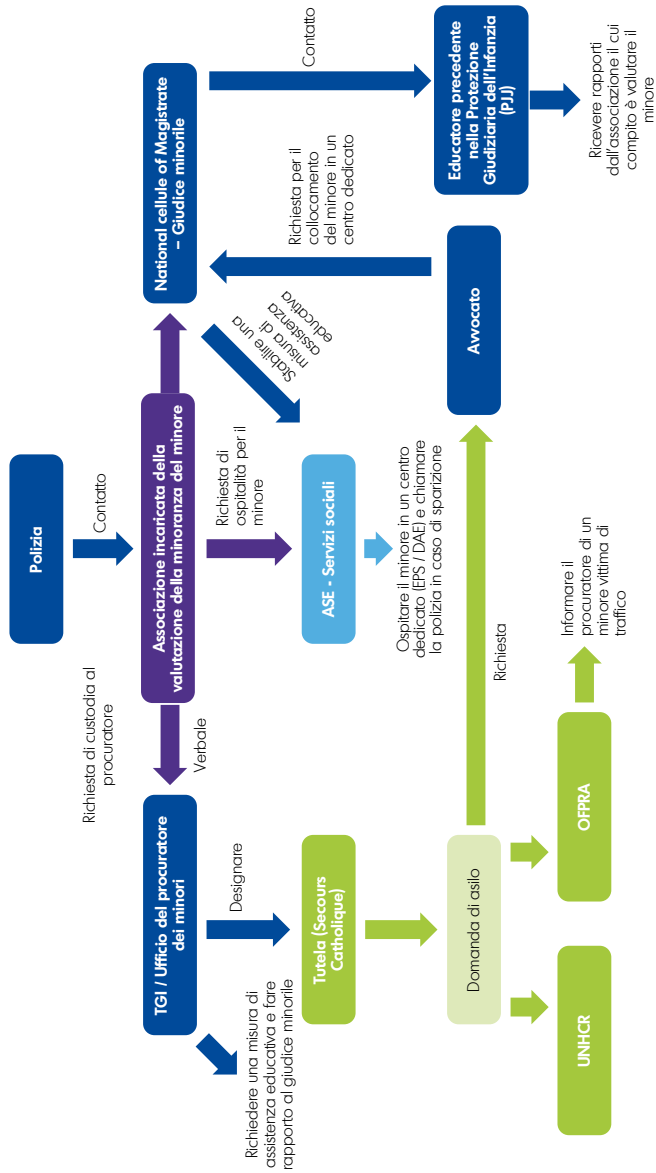 Polizia
Contatto
Richiesta di custodia al
procuratore
Associazione incaricata della
valutazione della minoranza del minore
Verbale
TGI / Ufficio del procuratore
dei minori
National cellule of Magistrate
– Giudice minorile
Richiesta di
ospitalità per il
minore
Stabilire una
misura di
assistenza
educativa
Contatto
Designare
Richiedere una misura di
assistenza educativa e fare
rapporto al giudice minorile
Tutela (Secours
Catholique)
ASE - Servizi sociali
Richiesta per il
collocamento
del minore in un
centro dedicato
Ospitare il minore in un centro
dedicato (EPS / DAE) e chiamare
la polizia in caso di sparizione
Domanda di asilo
Richiesta
Avvocato
Educatore precedente
nella Protezione
Giudiziaria dell'Infanzia
(PJJ)
UNHCR
OFPRA
Informare il
procuratore di un
minore vittima di
traffico
Ricevere rapporti
dall'associazione il cui
compito è valutare il
minore